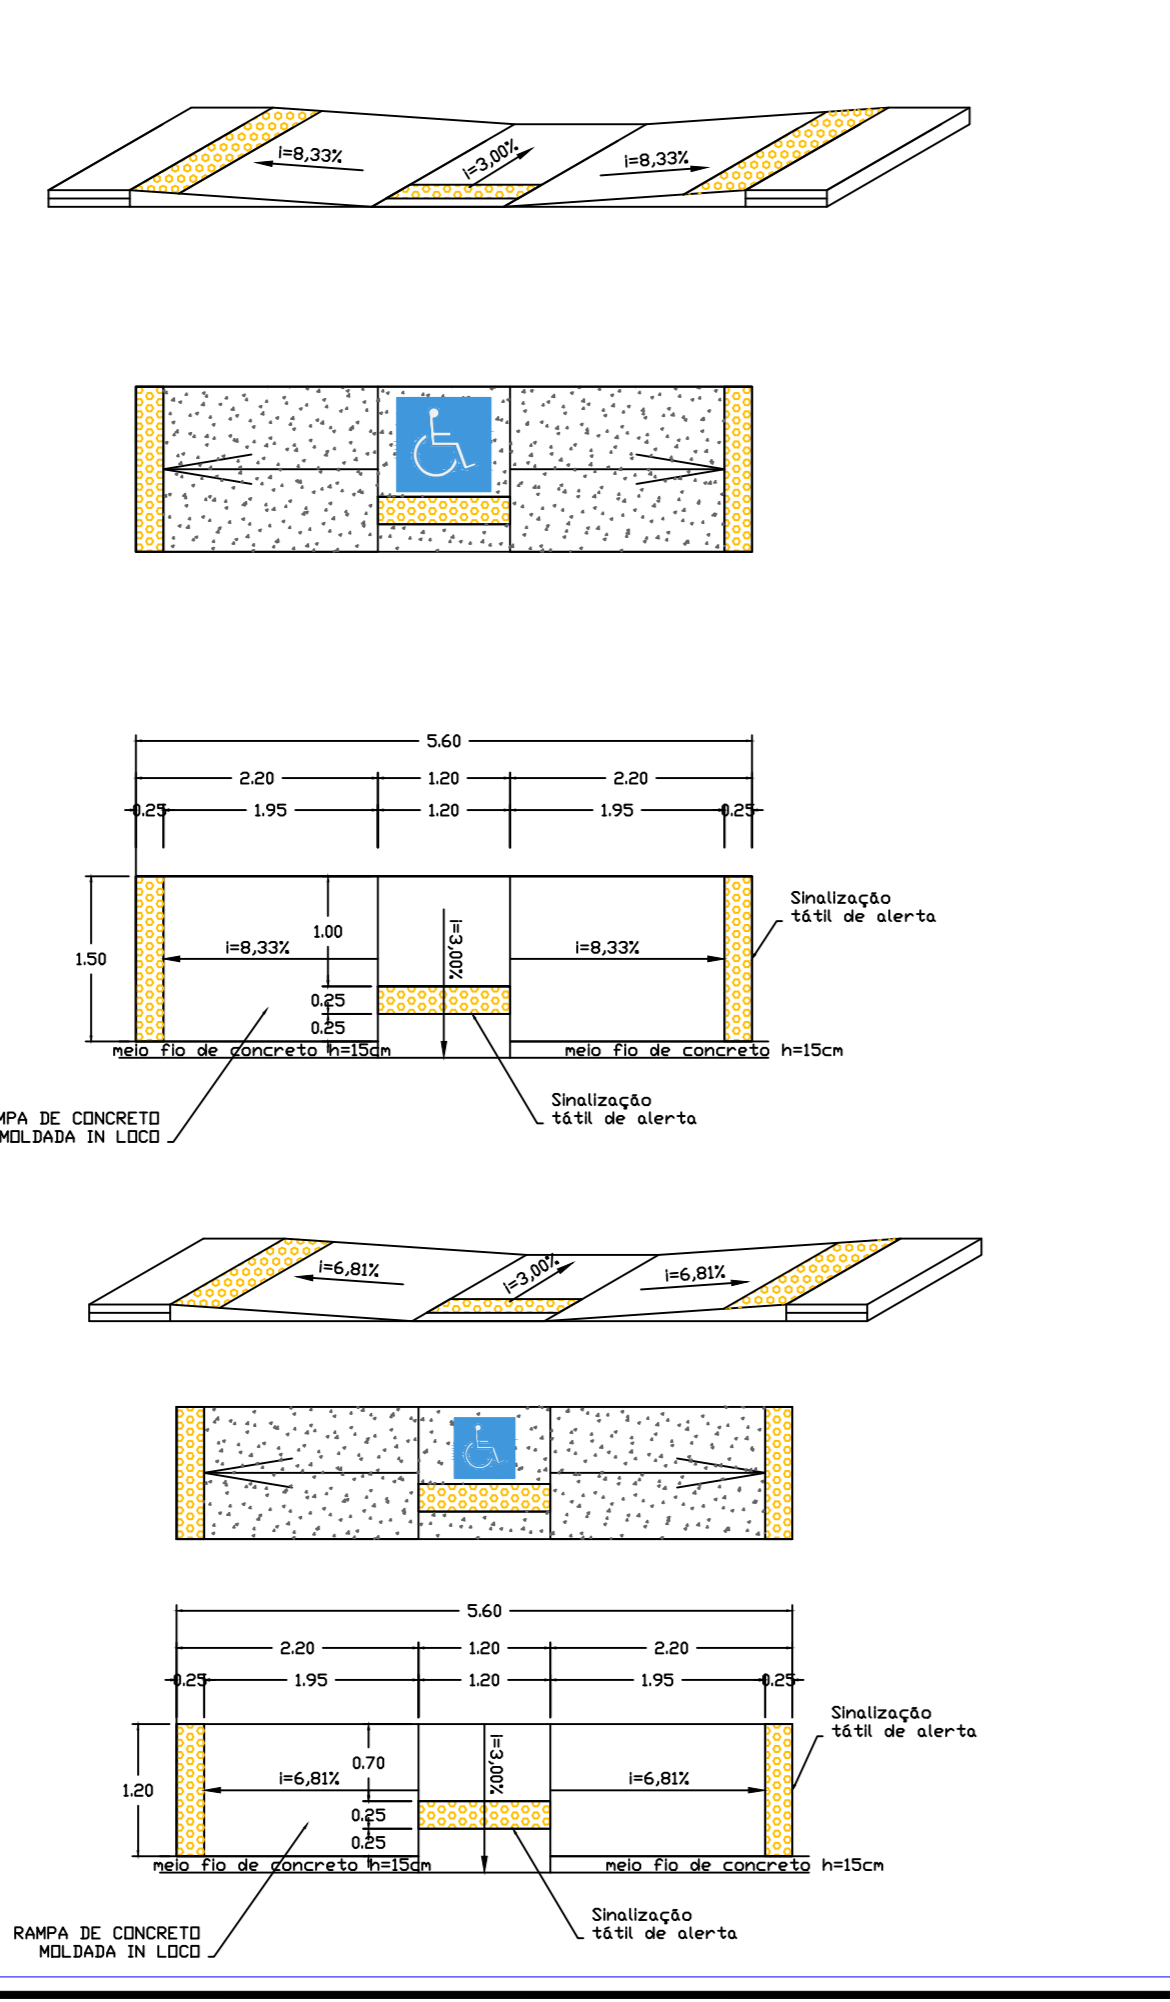 i=8,33%
i=3,00%
i=8,33%
5.60
2.20 1.20 2.20
0.25 1.95 1.20 1.95 0.25
Sinalização
tátil de alerta
1.00
i=3,00%
i=8,33%
i=8,33%
1.50
0.25
0.25
meio fio de concreto h=15cm
meio fio de concreto h=15cm
Sinalização
tátil de alerta
MPA DE CONCRETO
MOLDADA IN LOCO
i=6,81%
i=3,00%
i=6,81%
5.60
2.20 1.20 2.20
0.25 1.95 1.20 1.95 0.25
Sinalização
tátil de alerta
i=3,00%
0.70
i=6,81%
i=6,81%
1.20
0.25
0.25
meio fio de concreto h=15cm
meio fio de concreto h=15cm
Sinalização
tátil de alerta
RAMPA DE CONCRETO
MOLDADA IN LOCO